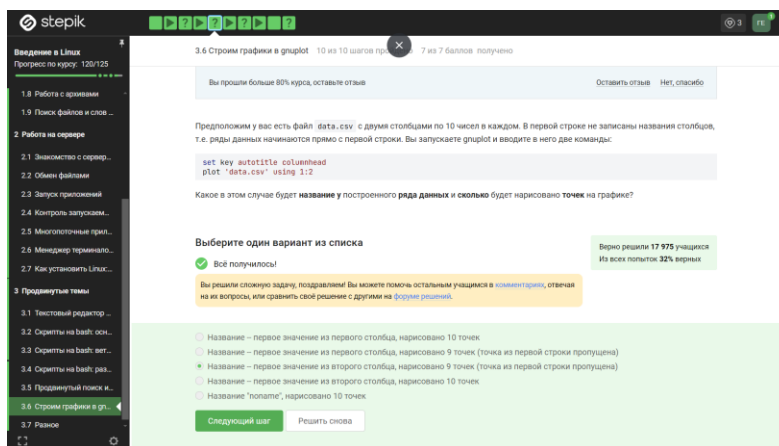 stepik
3
ГЕ
Введение в Linux
Прогресс по курсу: 120/125
1.8 Работа с архивами
1.9 Поиск файлов и слов ...
2 Работа на сервере
2.1 Знакомство с сервер...
2.2 Обмен файлами
2.3 Запуск приложений
2.4 Контроль запускаем...
2.5 Многопоточные прил...
2.6 Менеджер терминало...
2.7 Как установить Linux:...
3 Продвинутые темы
3.1 Текстовый редактор ...
3.2 Скрипты на bash: осн...
3.3 Скрипты на bash: вет...
3.4 Скрипты на bash: раз...
3.5 Продвинутый поиск и...
3.6 Строим графики в gn...
3.7 Разное
3.6 Строим графики в gnuplot 10 из 10 шагов 7 из 7 баллов получено
Вы прошли больше 80% курса, оставьте отзыв Оставить отзыв Нет, спасибо
Предположим у вас есть файл data.csv с двумя столбцами по 10 чисел в каждом. В первой строке не записаны названия столбцов,
т.е. ряды данных начинаются прямо с первой строки. Вы запускаете gnuplot и вводите в него две команды:
set key autotitle columnhead
plot 'data.csv' using 1:2
Какое в этом случае будет название у построенного ряда данных и сколько будет нарисовано точек на графике?
Выберите один вариант из списка
Всё получилось!
Верно решили 17 975 учащихся
Из всех попыток 32% верных
Вы решили сложную задачу, поздравляем! Вы можете помочь остальным учащимся в комментариях, отвечая
на их вопросы, или сравнить своё решение с другими на форуме решений.
Название – первое значение из первого столбца, нарисовано 10 точек
Название – первое значение из первого столбца, нарисовано 9 точек (точка из первой строки пропущена)
Название – первое значение из второго столбца, нарисовано 9 точек (точка из первой строки пропущена)
Название – первое значение из второго столбца, нарисовано 10 точек
Название "noname", нарисовано 10 точек
Следующий шаг Решить снова